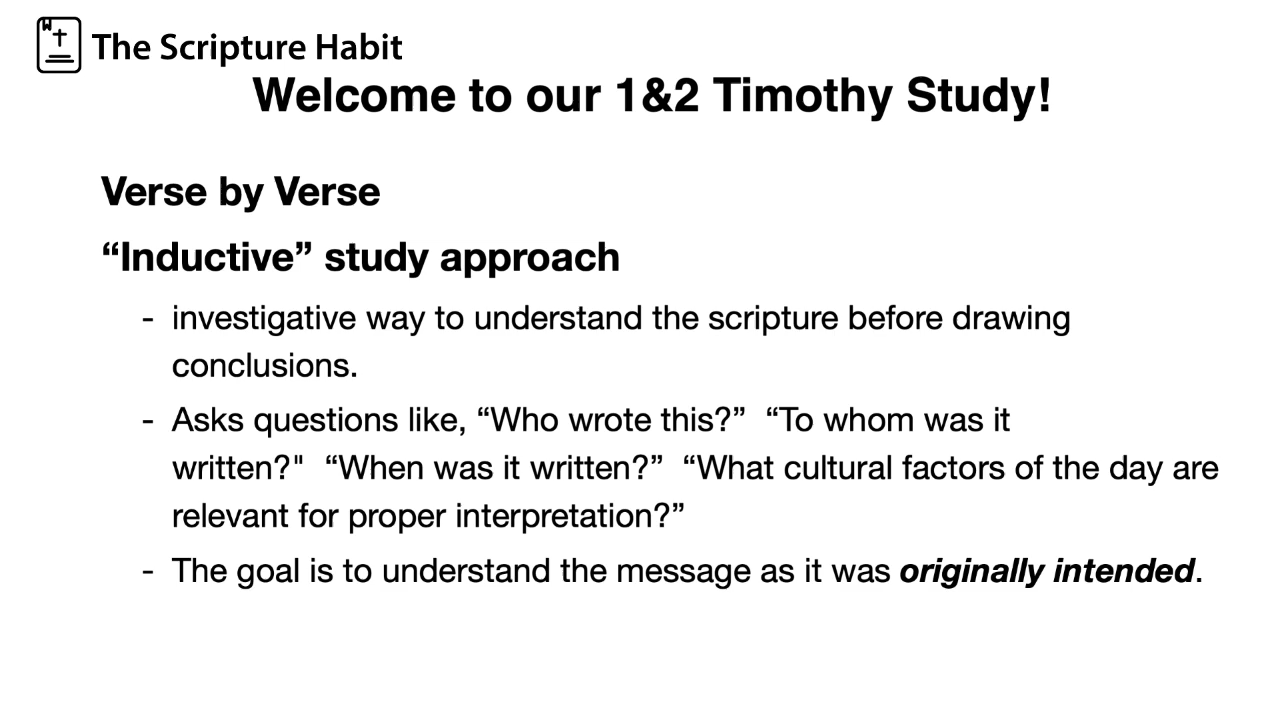 The Scripture Habit
Welcome to our 1&2 Timothy Study!
Verse by Verse
“Inductive” study approach
- investigative way to understand the scripture before drawing
conclusions.
- Asks questions like, “Who wrote this?”  “To whom was it
written?"  “When was it written?”  “What cultural factors of the day are
relevant for proper interpretation?”
- The goal is to understand the message as it was originally intended.